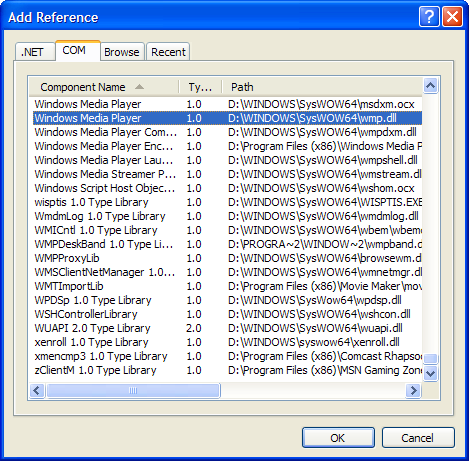 Add Reference
.NET COM Browse Recent
Component Name Ty... Path
Windows Media Player 1.0 D:\WINDOWS\SysWOW64\msdxm.ocx
Windows Media Player 1.0 D:\WINDOWS\SysWOW64\wmp.dll
Windows Media Player Com... 1.0 D:\WINDOWS\SysWOW64\wmpdxm.dll
Windows Media Player Enc... 1.0 D:\Program Files (x86)\Windows Media P
Windows Media Player Lau... 1.0 D:\WINDOWS\SysWOW64\wmpshell.dll
Windows Media Streamer P... 1.0 D:\WINDOWS\SysWOW64\wmstream.dll
Windows Script Host Objec... 1.0 D:\WINDOWS\SysWOW64\wshom.ocx
wisptis 1.0 Type Library 1.0 D:\WINDOWS\SysWOW64\WISPTIS.EXE
WmdmLog 1.0 Type Library 1.0 D:\WINDOWS\SysWOW64\wmdmlog.dll
WMICntl 1.0 Type Library 1.0 D:\WINDOWS\SysWOW64\wbem\wbemc
WMPDeskBand 1.0 Type Lib... 1.0 D:\PROGRA~2\WINDOW~2\wmpband.d
WMPProxyLib 1.0 D:\WINDOWS\SysWOW64\browsewm.d
WMSClientNetManager 1.0... 1.0 D:\WINDOWS\SysWOW64\wmnetmgr.dl
WMTImportLib 1.0 D:\Program Files (x86)\Movie Maker\mov
WPDSp 1.0 Type Library 1.0 D:\WINDOWS\SysWow64\wpdsp.dll
WSHControllerLibrary 1.0 D:\WINDOWS\SysWOW64\wshcon.dll
WUAPI 2.0 Type Library 2.0 D:\WINDOWS\SysWOW64\wuapi.dll
xenroll 1.0 Type Library 1.0 D:\WINDOWS\syswow64\xenroll.dll
xmencmp3 1.0 Type Library 1.0 D:\Program Files (x86)\Comcast Rhapso
zClientM 1.0 Type Library 1.0 D:\Program Files (x86)\MSN Gaming Zon
OK Cancel